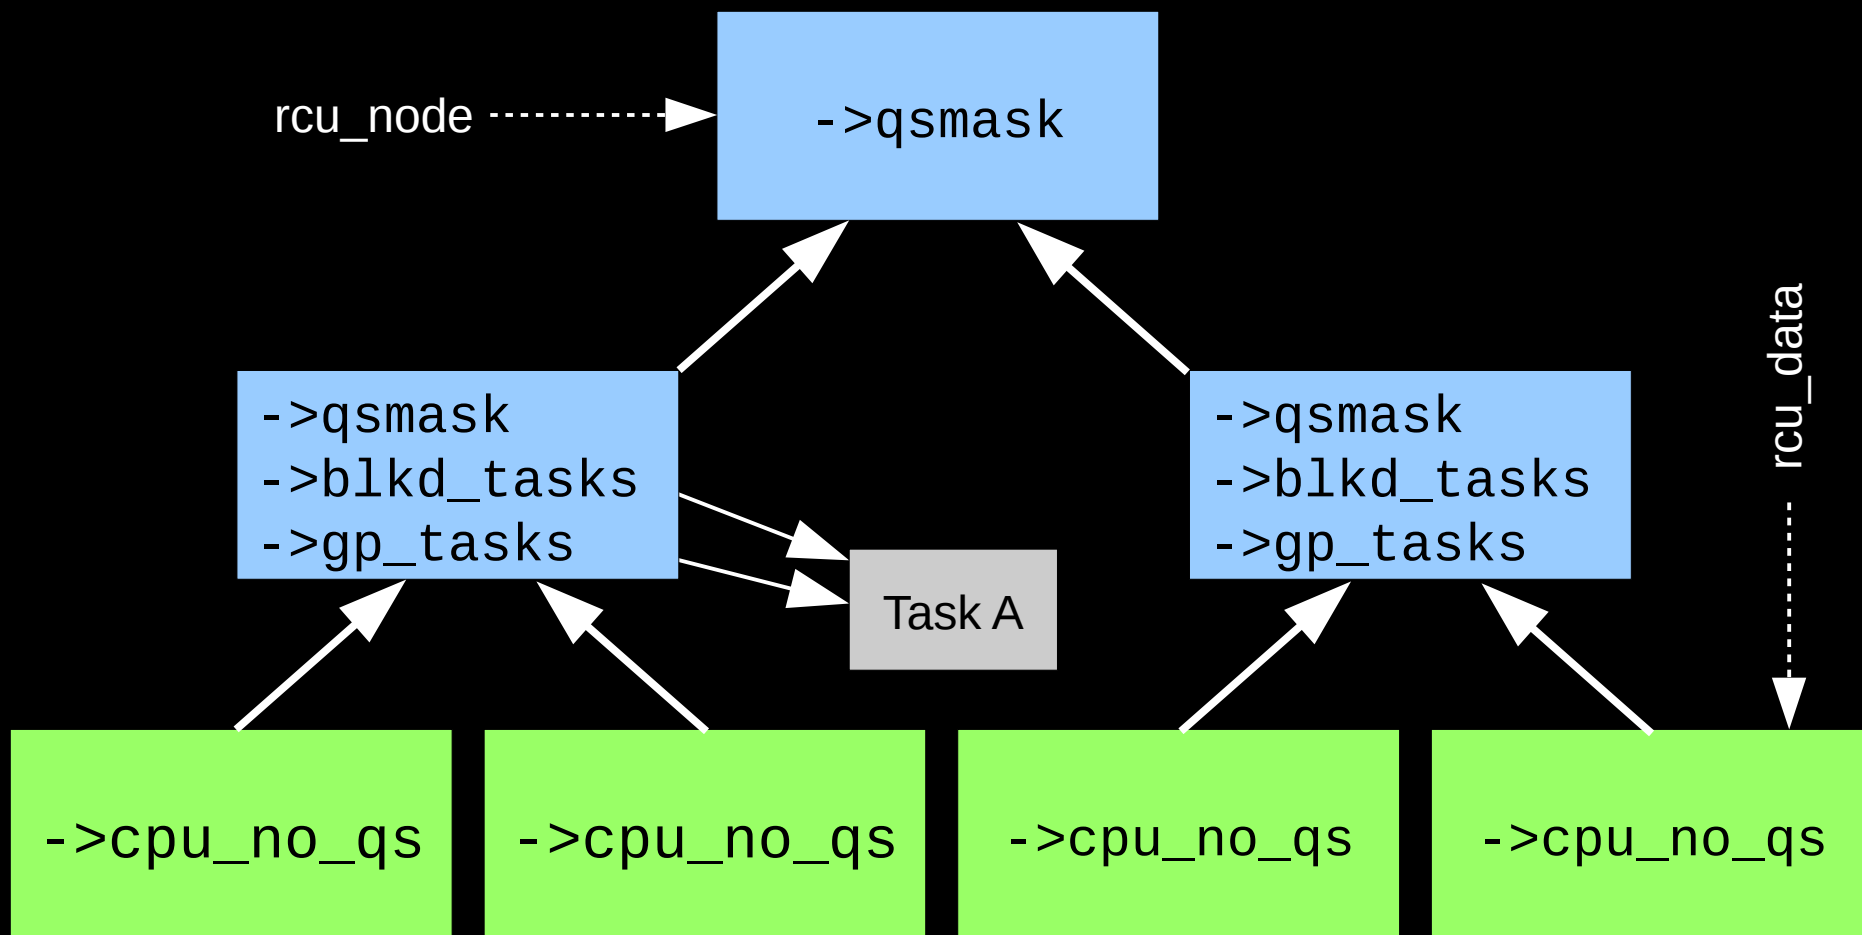 rcu_node
->qsmask
rcu_data
->qsmask
->blkd_tasks
->gp_tasks
->qsmask
->blkd_tasks
->gp_tasks
Task A
->cpu_no_qs
->cpu_no_qs
->cpu_no_qs
->cpu_no_qs